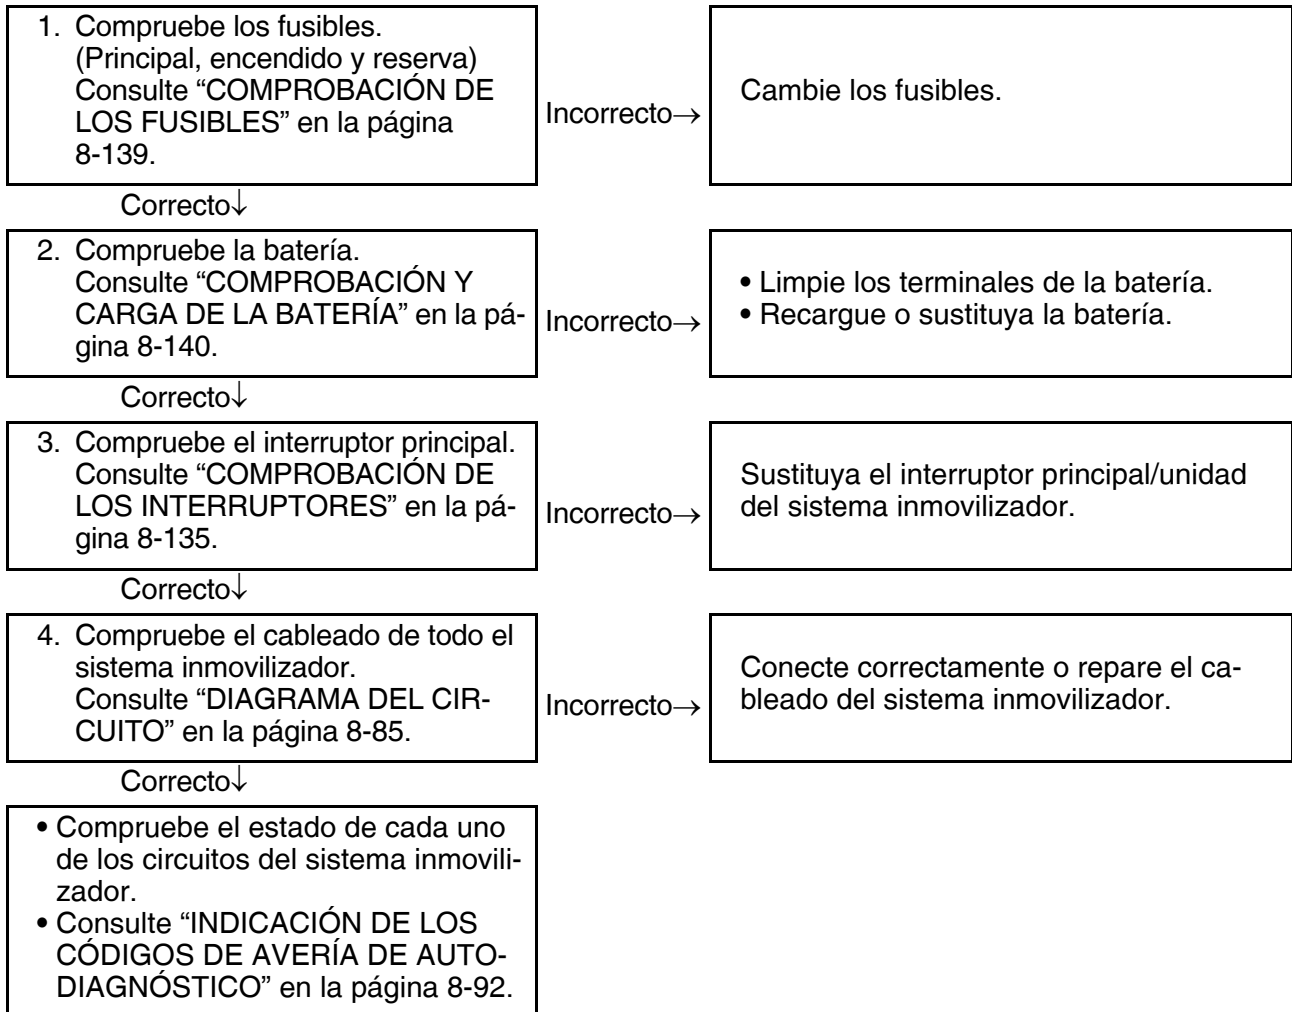 1. Compruebe los fusibles.
(Principal, encendido y reserva)
Consulte “COMPROBACIÓN DE
LOS FUSIBLES” en la página
8-139.
Incorrecto→
Cambie los fusibles.
Correcto↓
2. Compruebe la batería.
Consulte “COMPROBACIÓN Y
CARGA DE LA BATERÍA” en la pá-
gina 8-140.
Incorrecto→
• Limpie los terminales de la batería.
• Recargue o sustituya la batería.
Correcto↓
3. Compruebe el interruptor principal.
Consulte “COMPROBACIÓN DE
LOS INTERRUPTORES” en la pá-
gina 8-135.
Incorrecto→
Sustituya el interruptor principal/unidad
del sistema inmovilizador.
Correcto↓
4. Compruebe el cableado de todo el
sistema inmovilizador.
Consulte “DIAGRAMA DEL CIR-
CUITO” en la página 8-85.
Incorrecto→
Conecte correctamente o repare el ca-
bleado del sistema inmovilizador.
Correcto↓
• Compruebe el estado de cada uno
de los circuitos del sistema inmovili-
zador.
• Consulte “INDICACIÓN DE LOS
CÓDIGOS DE AVERÍA DE AUTO-
DIAGNÓSTICO” en la página 8-92.